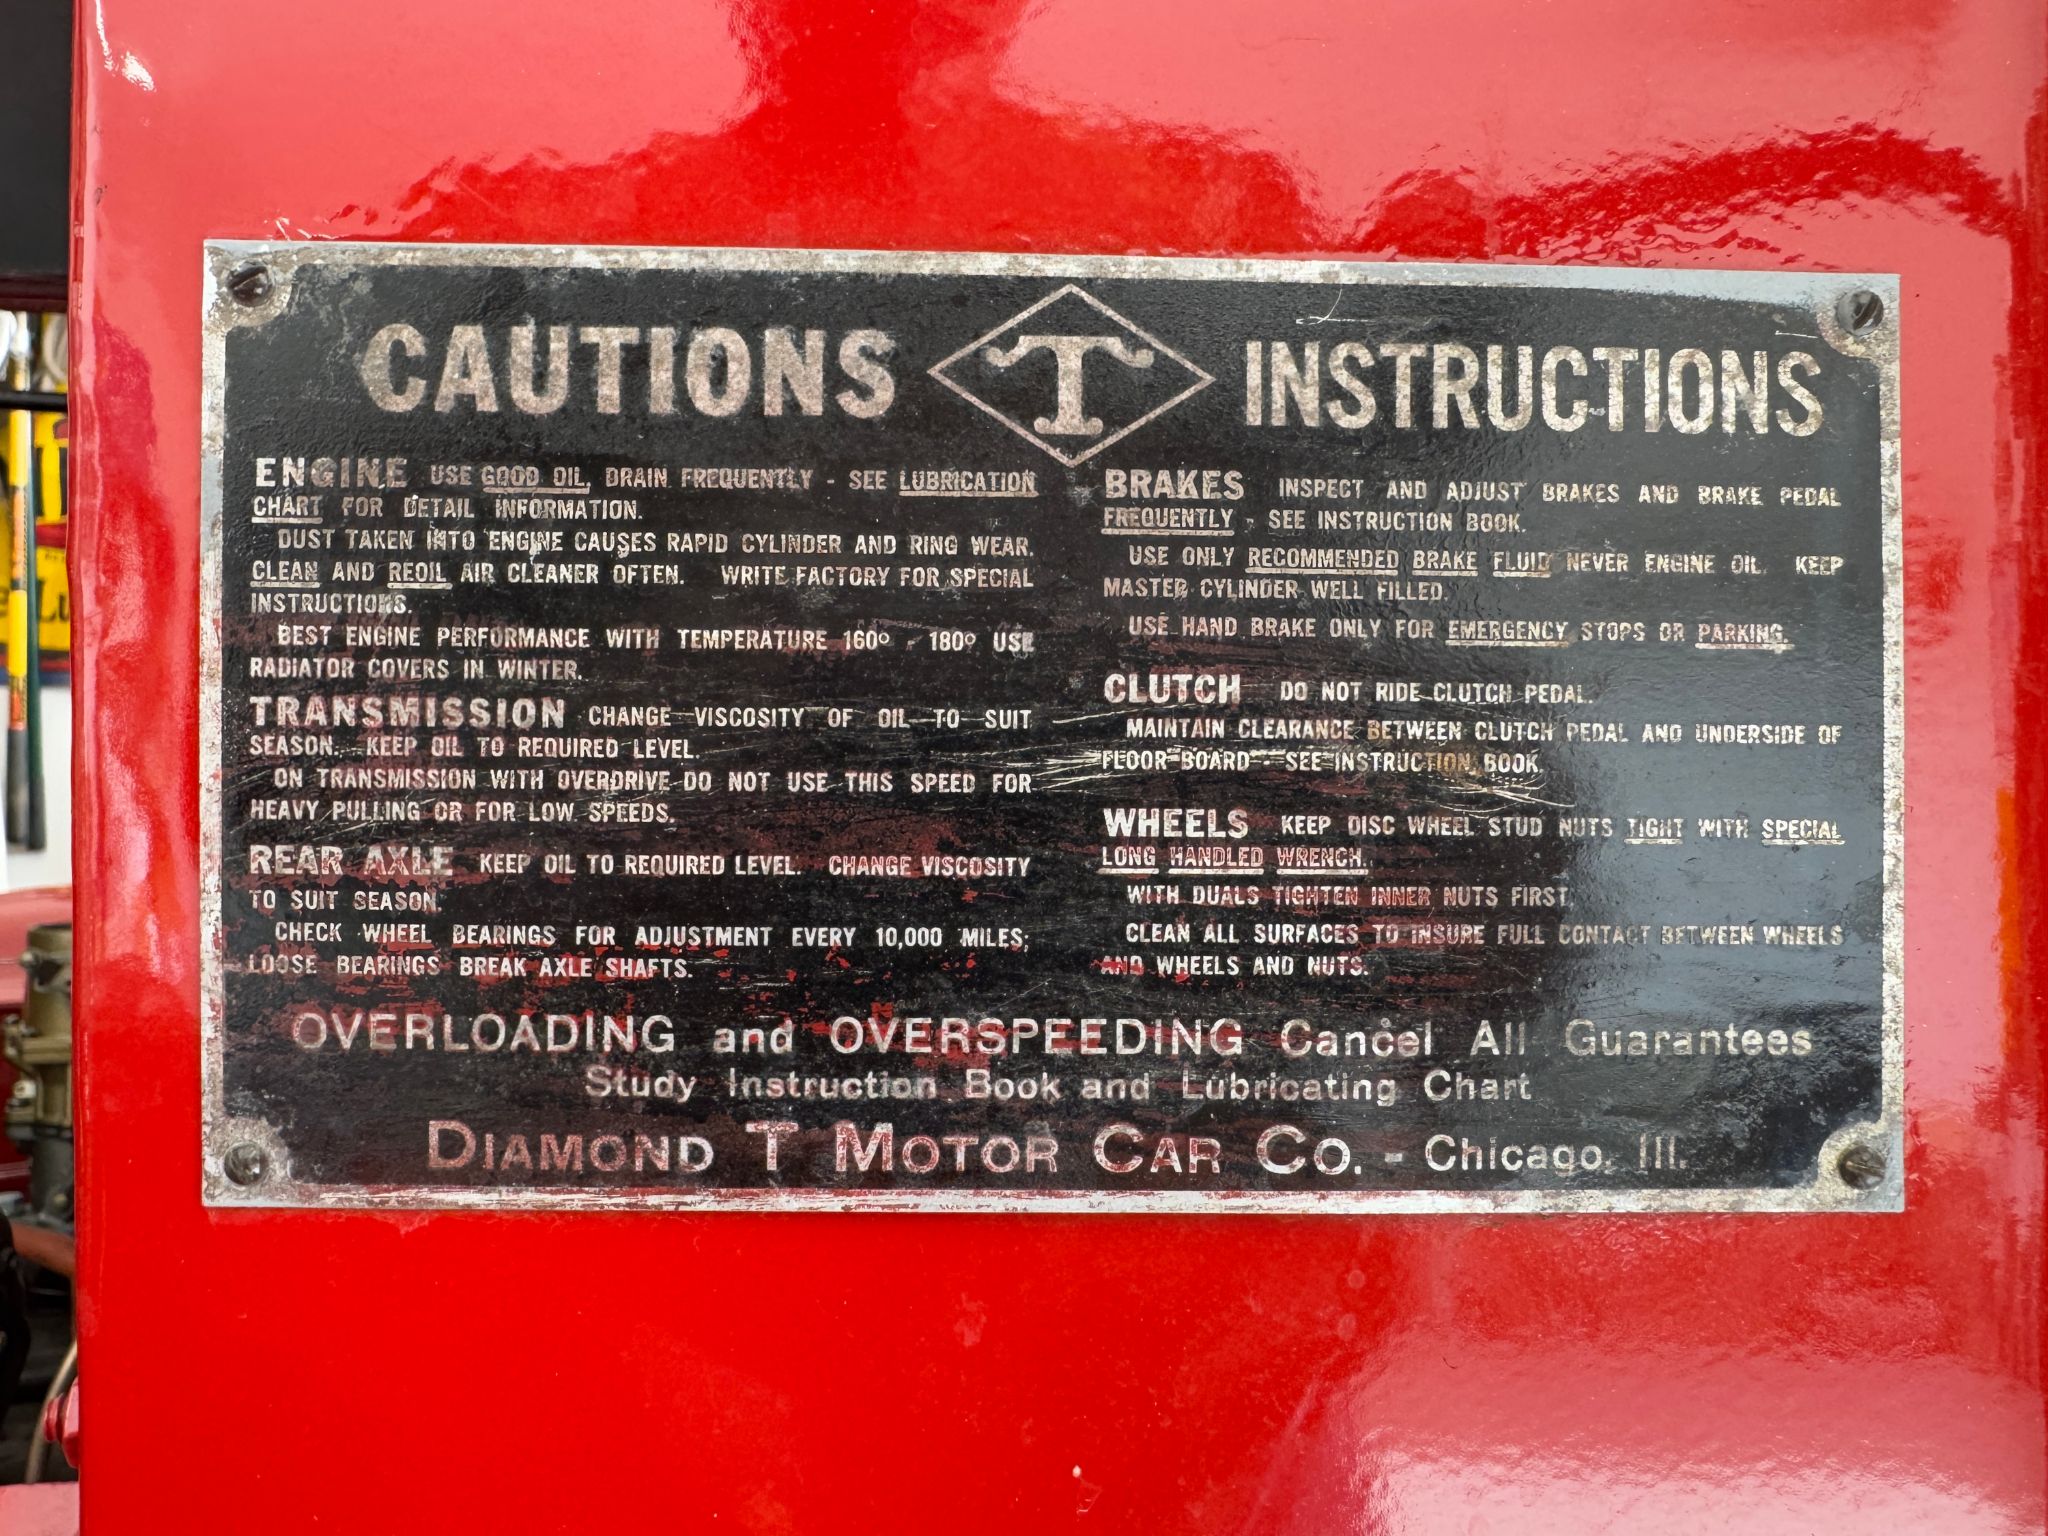 CAUTIONS T INSTRUCTIONS
ENGINE USE GOOD OIL, DRAIN FREQUENTLY - SEE LUBRICATION
CHART FOR DETAIL INFORMATION.
DUST TAKEN INTO ENGINE CAUSES RAPID CYLINDER AND RING WEAR.
CLEAN AND REOIL AIR CLEANER OFTEN. WRITE FACTORY FOR SPECIAL
INSTRUCTIONS.
BEST ENGINE PERFORMANCE WITH TEMPERATURE 160° - 180° USE
RADIATOR COVERS IN WINTER.
TRANSMISSION CHANGE VISCOSITY OF OIL TO SUIT
SEASON. KEEP OIL TO REQUIRED LEVEL.
ON TRANSMISSION WITH OVERDRIVE DO NOT USE THIS SPEED FOR
HEAVY PULLING OR FOR LOW SPEEDS.
REAR AXLE KEEP OIL TO REQUIRED LEVEL. CHANGE VISCOSITY
TO SUIT SEASON.
CHECK WHEEL BEARINGS FOR ADJUSTMENT EVERY 10,000 MILES;
LOOSE BEARINGS BREAK AXLE SHAFTS.
BRAKES INSPECT AND ADJUST BRAKES AND BRAKE PEDAL
FREQUENTLY - SEE INSTRUCTION BOOK.
USE ONLY RECOMMENDED BRAKE FLUID NEVER ENGINE OIL. KEEP
MASTER CYLINDER WELL FILLED.
USE HAND BRAKE ONLY FOR EMERGENCY STOPS OR PARKING.
CLUTCH DO NOT RIDE CLUTCH PEDAL.
MAINTAIN CLEARANCE BETWEEN CLUTCH PEDAL AND UNDERSIDE OF
FLOOR BOARD - SEE INSTRUCTION BOOK.
WHEELS KEEP DISC WHEEL STUD NUTS TIGHT WITH SPECIAL
LONG HANDLED WRENCH.
WITH DUALS TIGHTEN INNER NUTS FIRST.
CLEAN ALL SURFACES TO INSURE FULL CONTACT BETWEEN WHEELS
AND WHEELS AND NUTS.
OVERLOADING and OVERSPEEDING Cancel All Guarantees
Study Instruction Book and Lubricating Chart
DIAMOND T MOTOR CAR CO. - Chicago, Ill.